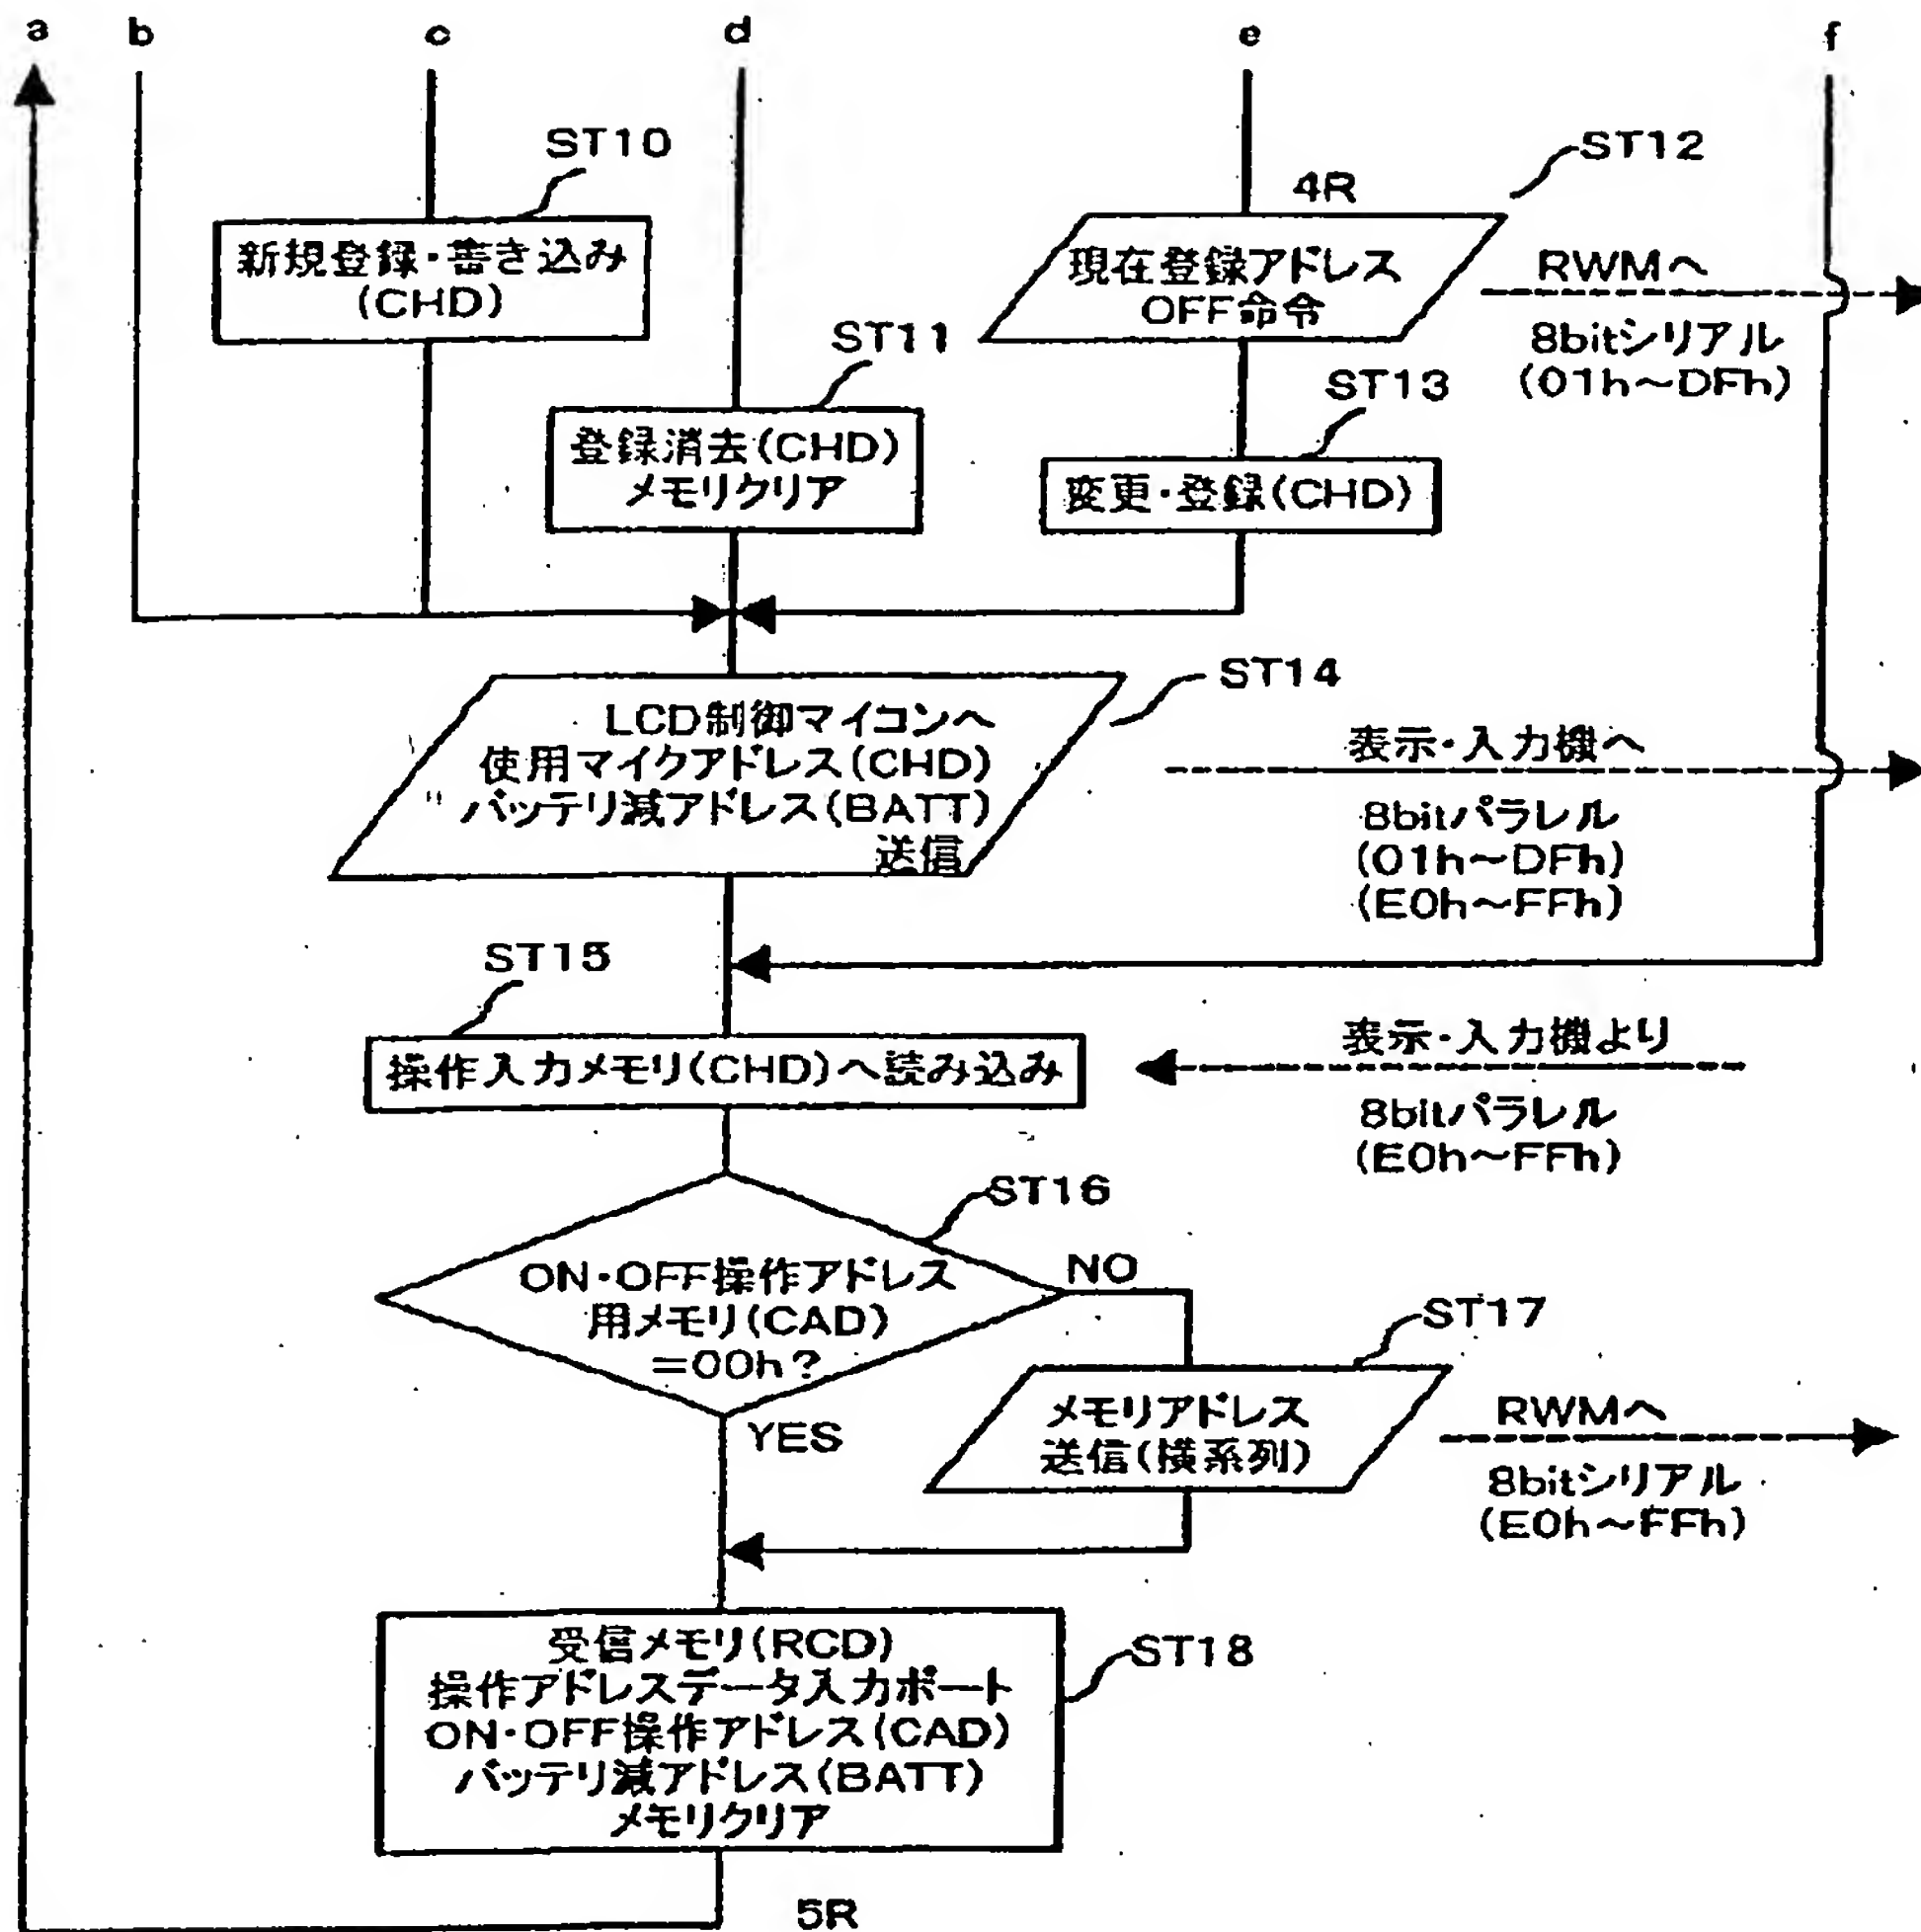 a b c d e f
ST10
新規登録・書き込み
(CHD)
ST12
4R
現在登録アドレス
OFF命令
RWMへ
8bitシリアル
(01h～DFh)
ST11
登録消去(CHD)
メモリクリア
ST13
変更・登録(CHD)
ST14
LCD制御マイコンへ
使用マイクアドレス(CHD)
〃バッテリ減アドレス(BATT)
送信
表示・入力機へ
8bitパラレル
(01h～DFh)
(E0h～FFh)
ST15
操作入力メモリ(CHD)へ読み込み
表示・入力機より
8bitパラレル
(E0h～FFh)
ST16
ON・OFF操作アドレス
用メモリ(CAD)
=00h?
NO
YES
ST17
メモリアドレス
送信(横系列)
RWMへ
8bitシリアル
(E0h～FFh)
ST18
受信メモリ(RCD)
操作アドレスデータ入力ポート
ON・OFF操作アドレス(CAD)
バッテリ減アドレス(BATT)
メモリクリア
5R